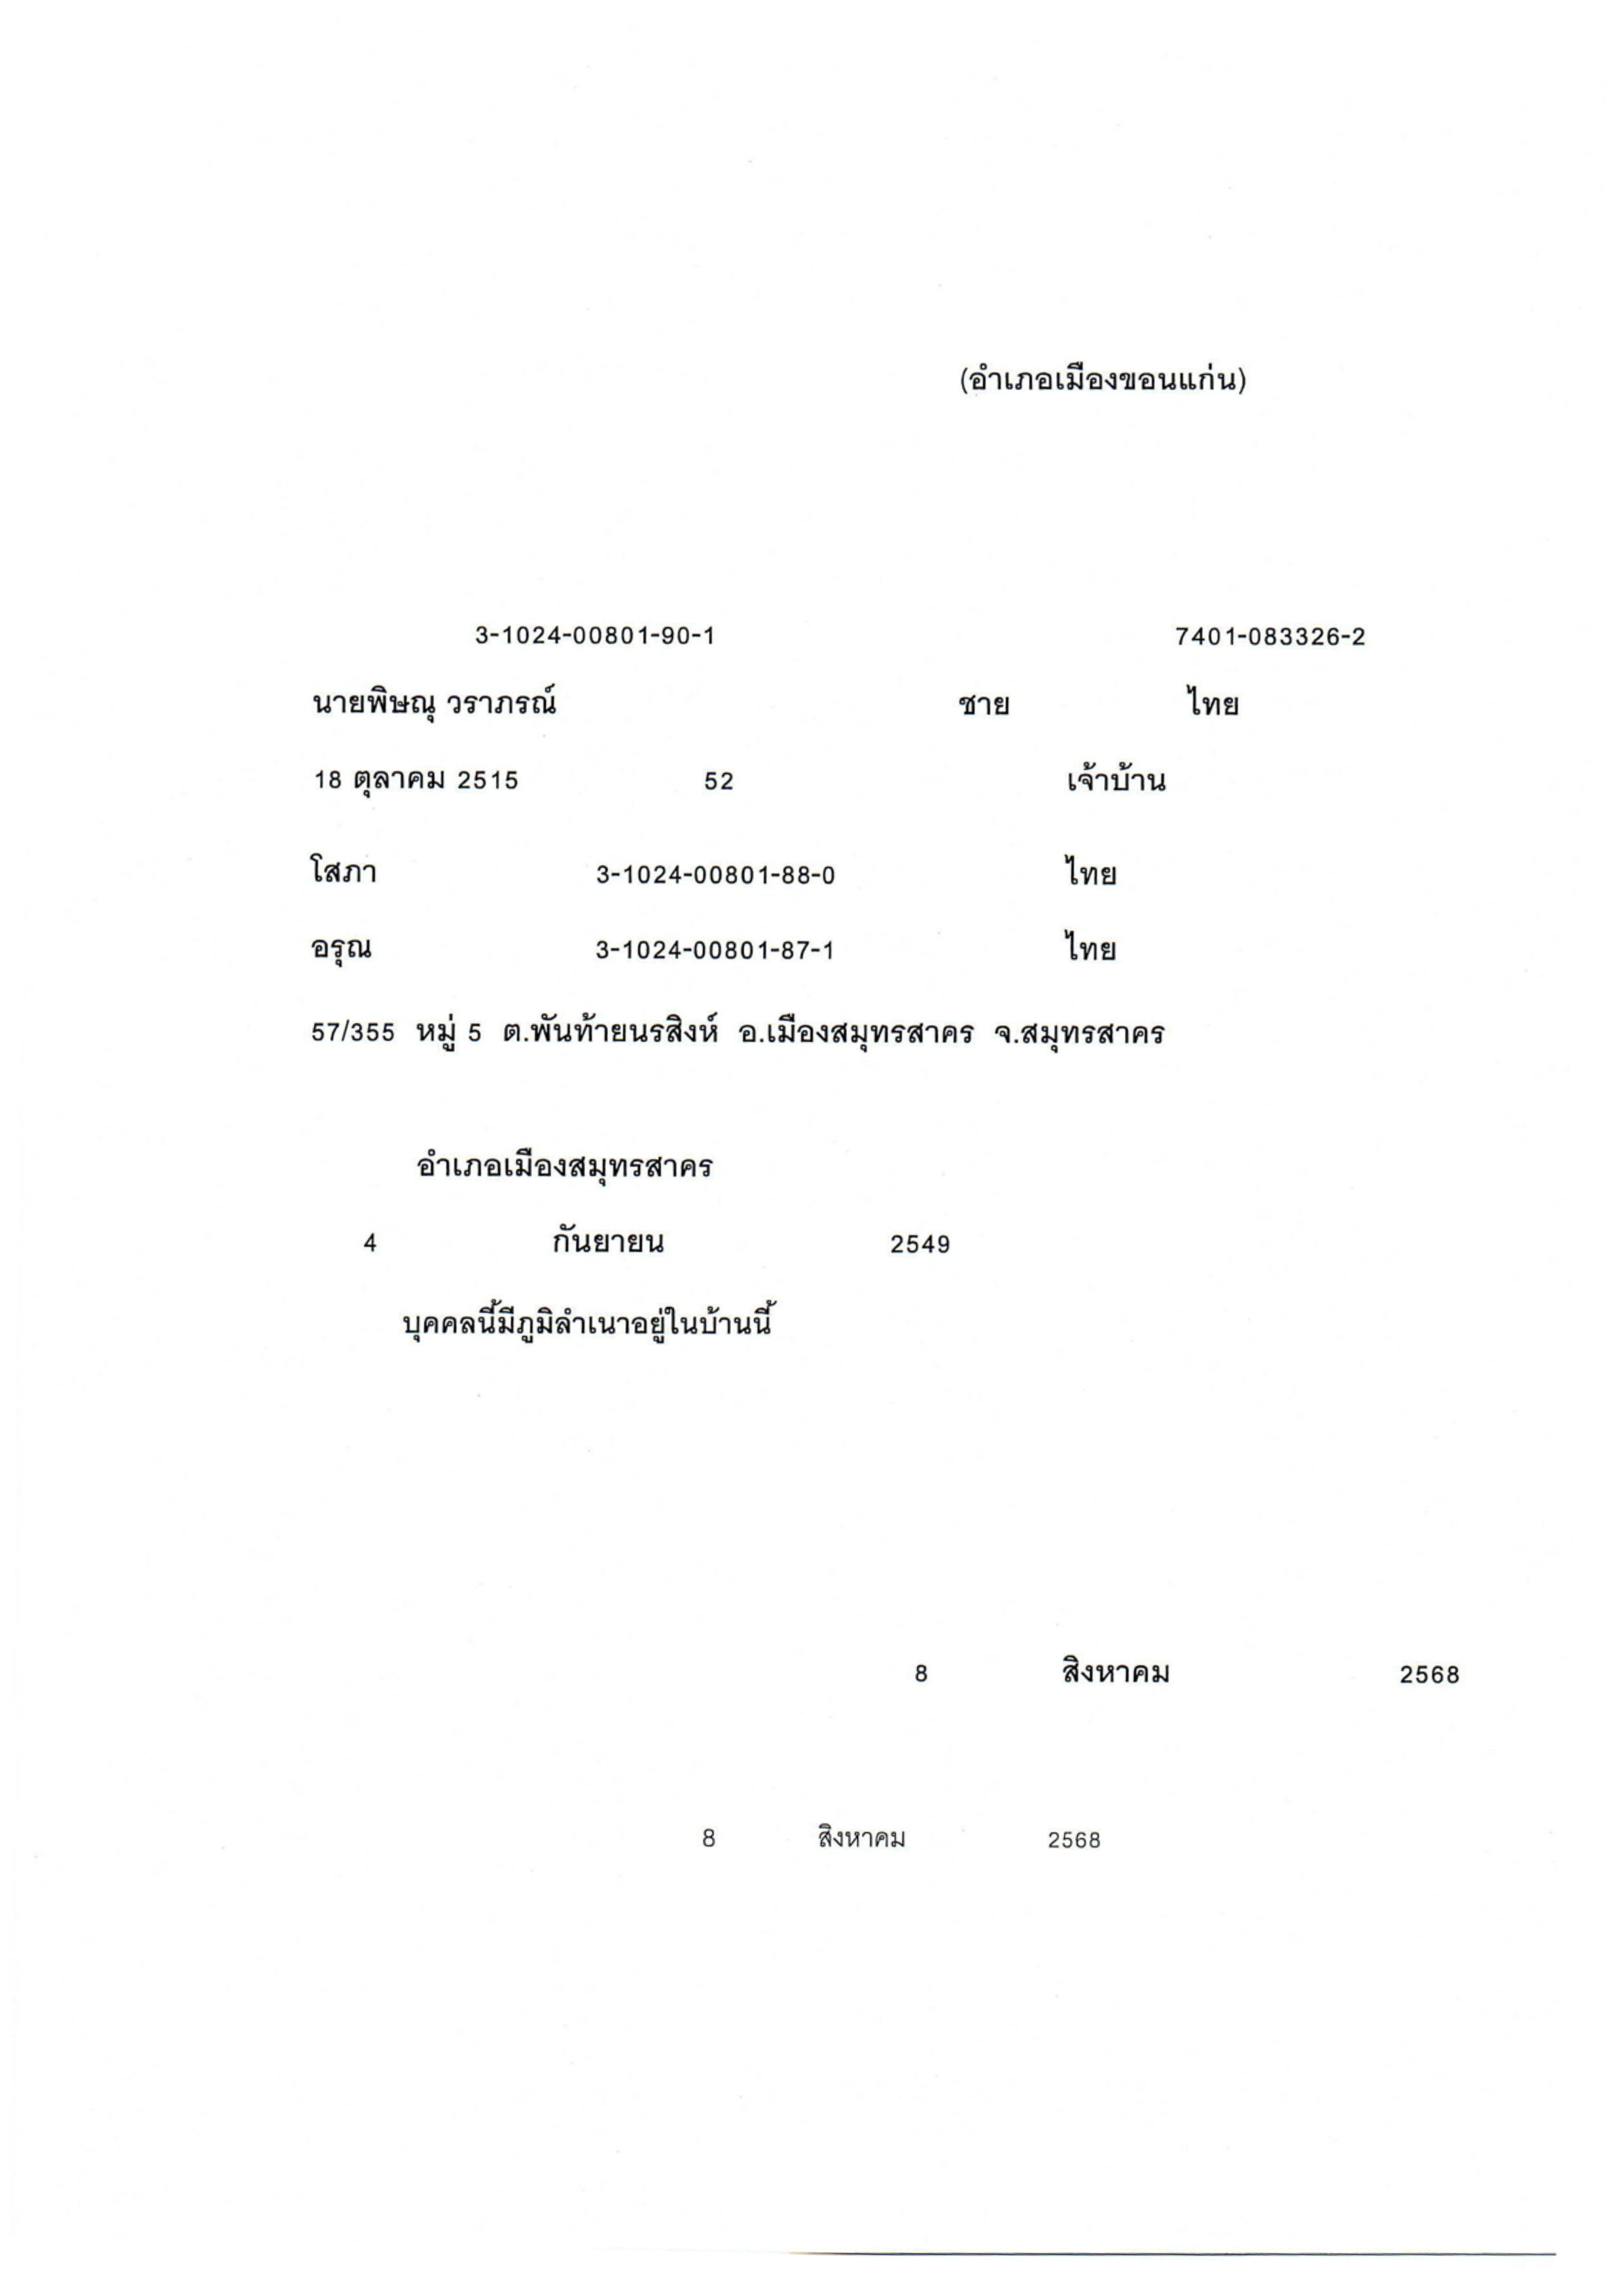 (อำเภอเมืองขอนแก่น)
3-1024-00801-90-1 7401-083326-2
นายพิษณุ วราภรณ์ ชาย ไทย
18 ตุลาคม 2515 52 เจ้าบ้าน
โสภา 3-1024-00801-88-0 ไทย
อรุณ 3-1024-00801-87-1 ไทย
57/355 หมู่ 5 ต.พันท้ายนรสิงห์ อ.เมืองสมุทรสาคร จ.สมุทรสาคร
อำเภอเมืองสมุทรสาคร
4 กันยายน 2549
บุคคลนี้มีภูมิลำเนาอยู่ในบ้านนี้
8 สิงหาคม 2568
8 สิงหาคม 2568